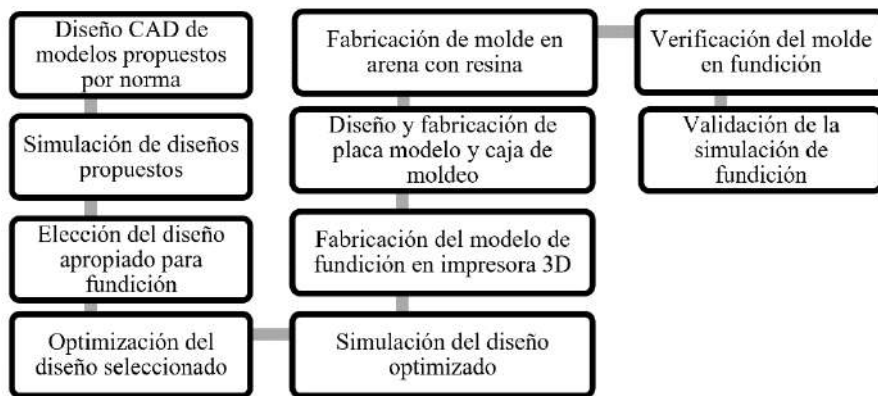 Diseño CAD de
modelos propuestos
por norma
Simulación de diseños
propuestos
Elección del diseño
apropiado para
fundición
Optimización del
diseño seleccionado
Simulación del diseño
optimizado
Fabricación del modelo de
fundición en impresora 3D
Diseño y fabricación de
placa modelo y caja de
moldeo
Fabricación de molde en
arena con resina
Verificación del molde
en fundición
Validación de la
simulación de
fundición